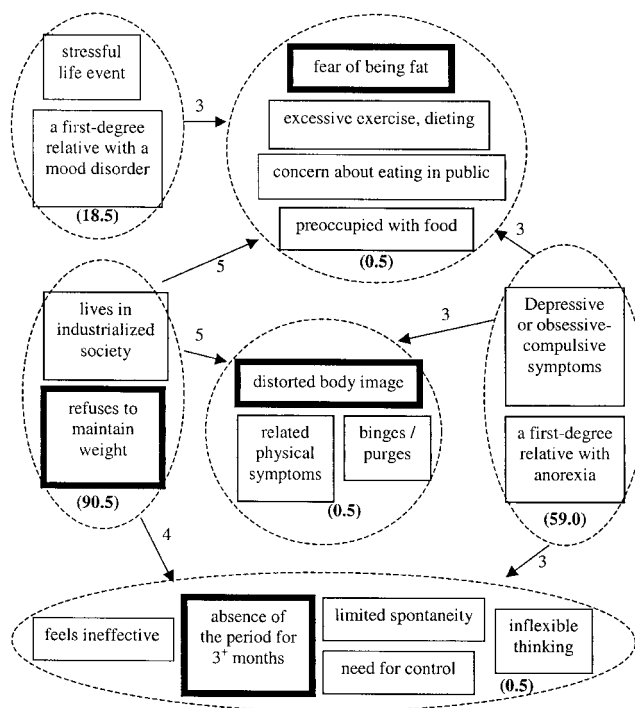 stressful
life event
a first-degree
relative with a
mood disorder
(18.5)
3
fear of being fat
excessive exercise, dieting
concern about eating in public
preoccupied with food
(0.5)
3
5
lives in
industrialized
society
refuses to
maintain
weight
(90.5)
5
3
distorted body image
related
physical
symptoms
binges /
purges
(0.5)
Depressive
or obsessive-
compulsive
symptoms
a first-degree
relative with
anorexia
(59.0)
4
3
feels ineffective
absence of
the period for
3+ months
limited spontaneity
need for control
inflexible
thinking
(0.5)